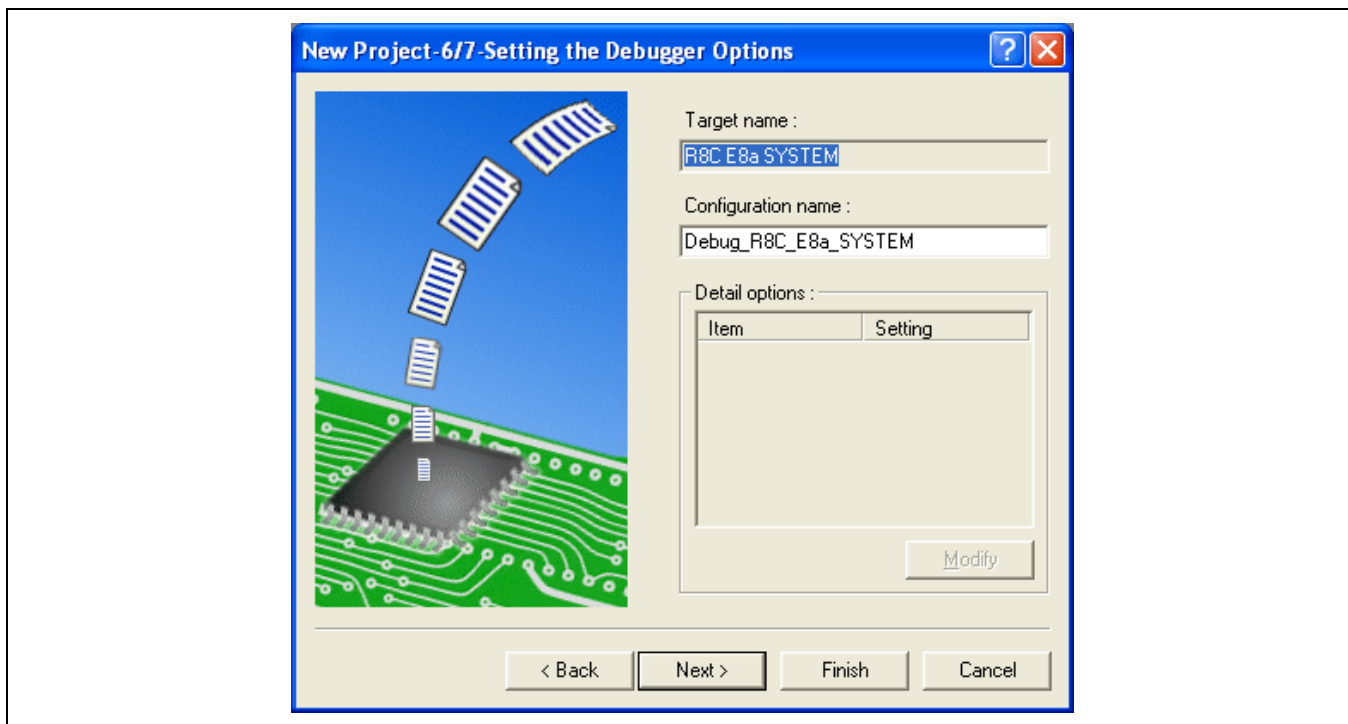 New Project-6/7-Setting the Debugger Options
Target name :
R8C E8a SYSTEM
Configuration name :
Debug_R8C_E8a_SYSTEM
Detail options :
Item Setting
Modify
< Back Next > Finish Cancel